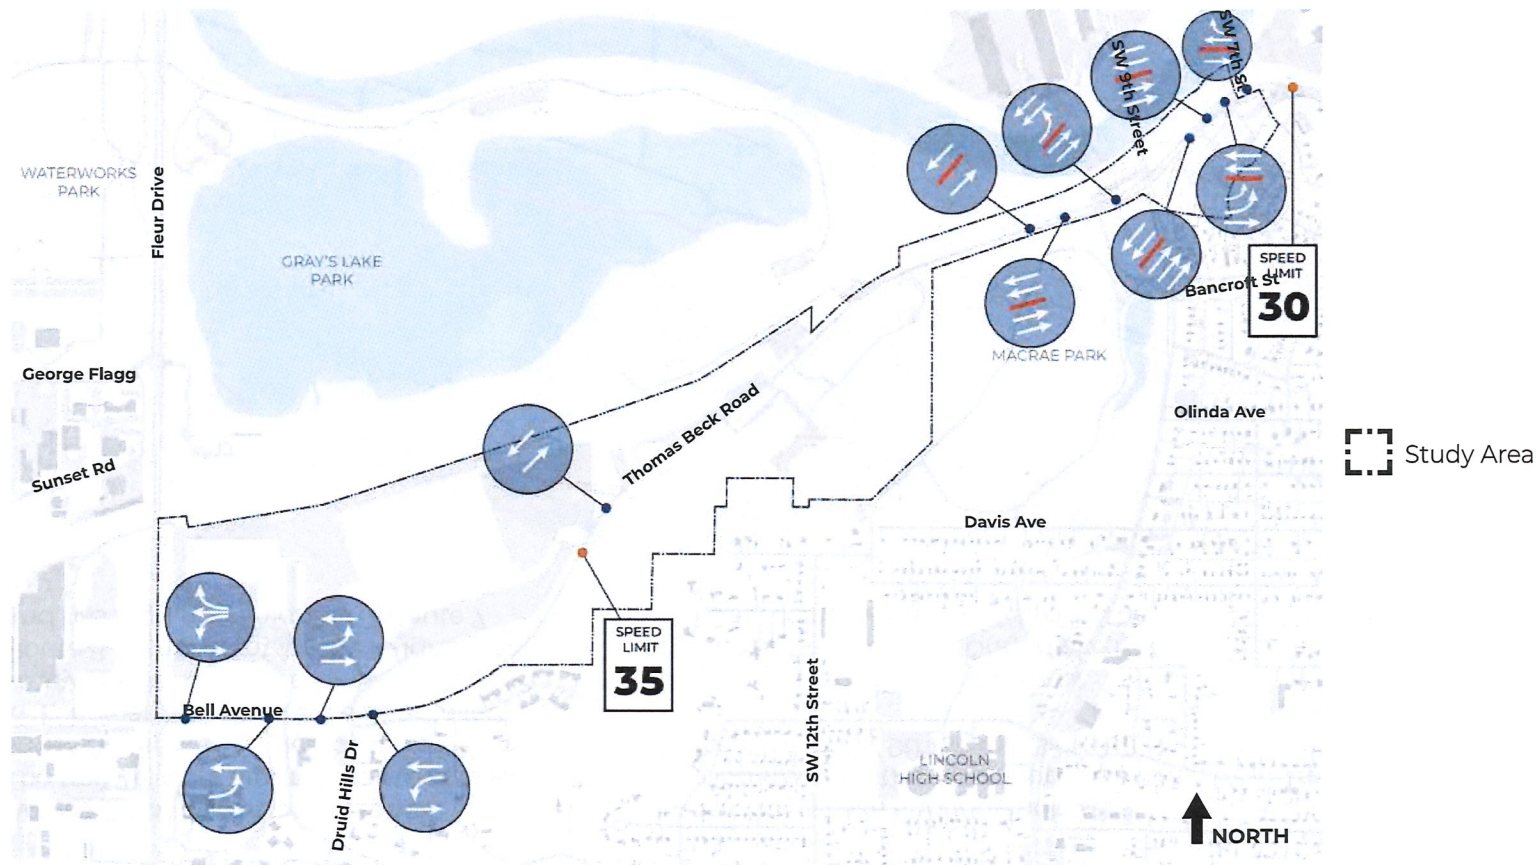 SW 7th St
SW 9th Street
WATERWORKS
PARK
Fleur Drive
GRAY'S LAKE
PARK
SPEED
LIMIT
30
Bancroft St
MACRAE PARK
George Flagg
Thomas Beck Road
Olinda Ave
Sunset Rd
Study Area
Davis Ave
SPEED
LIMIT
35
Bell Avenue
SW 12th Street
Druid Hills Dr
LINCOLN
HIGH SCHOOL
NORTH